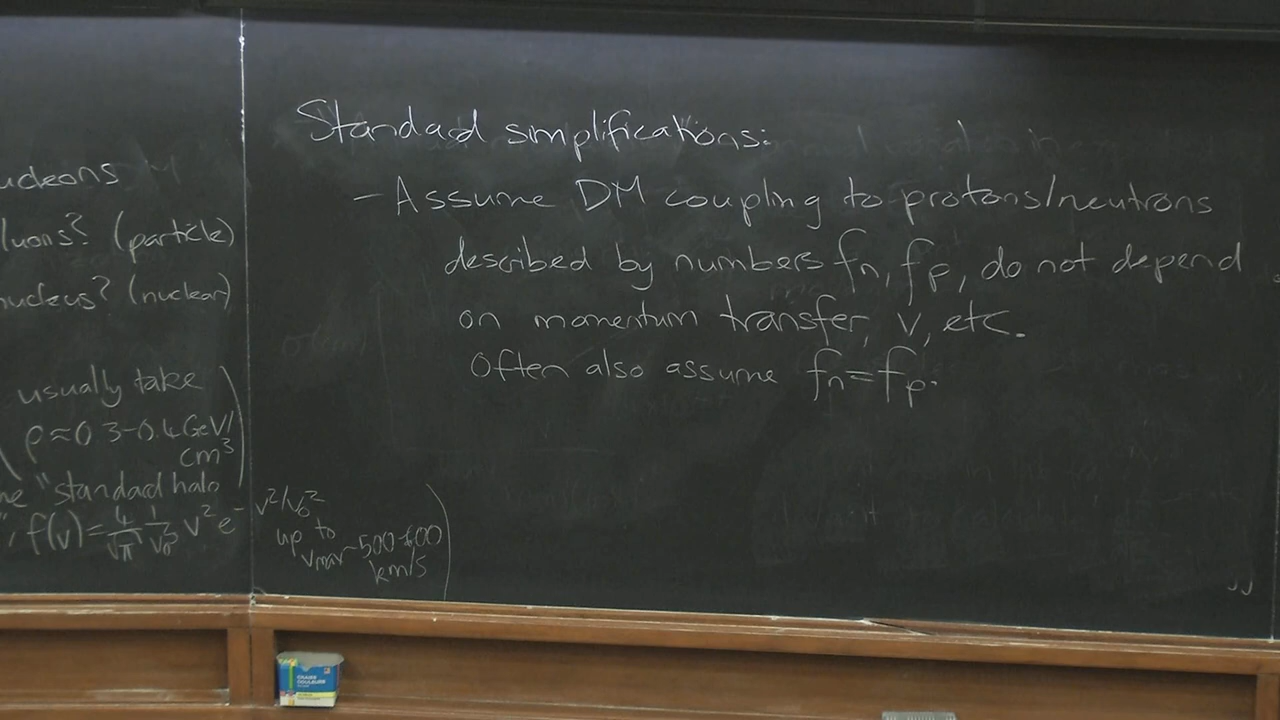 ucleons
luons? (particle)
nucleus? (nuclear)
usually take
ρ≈0.3-0.4 GeV/
cm³
"standard halo
", f(v) = 4/√π 1/v₀³ v² e^-v²/v₀²
up to
vmax~500-600
km/s
Standard simplifications:
- Assume DM coupling to protons/neutrons
described by numbers fn, fp, do not depend
on momentum transfer, v, etc.
Often also assume fn=fp.